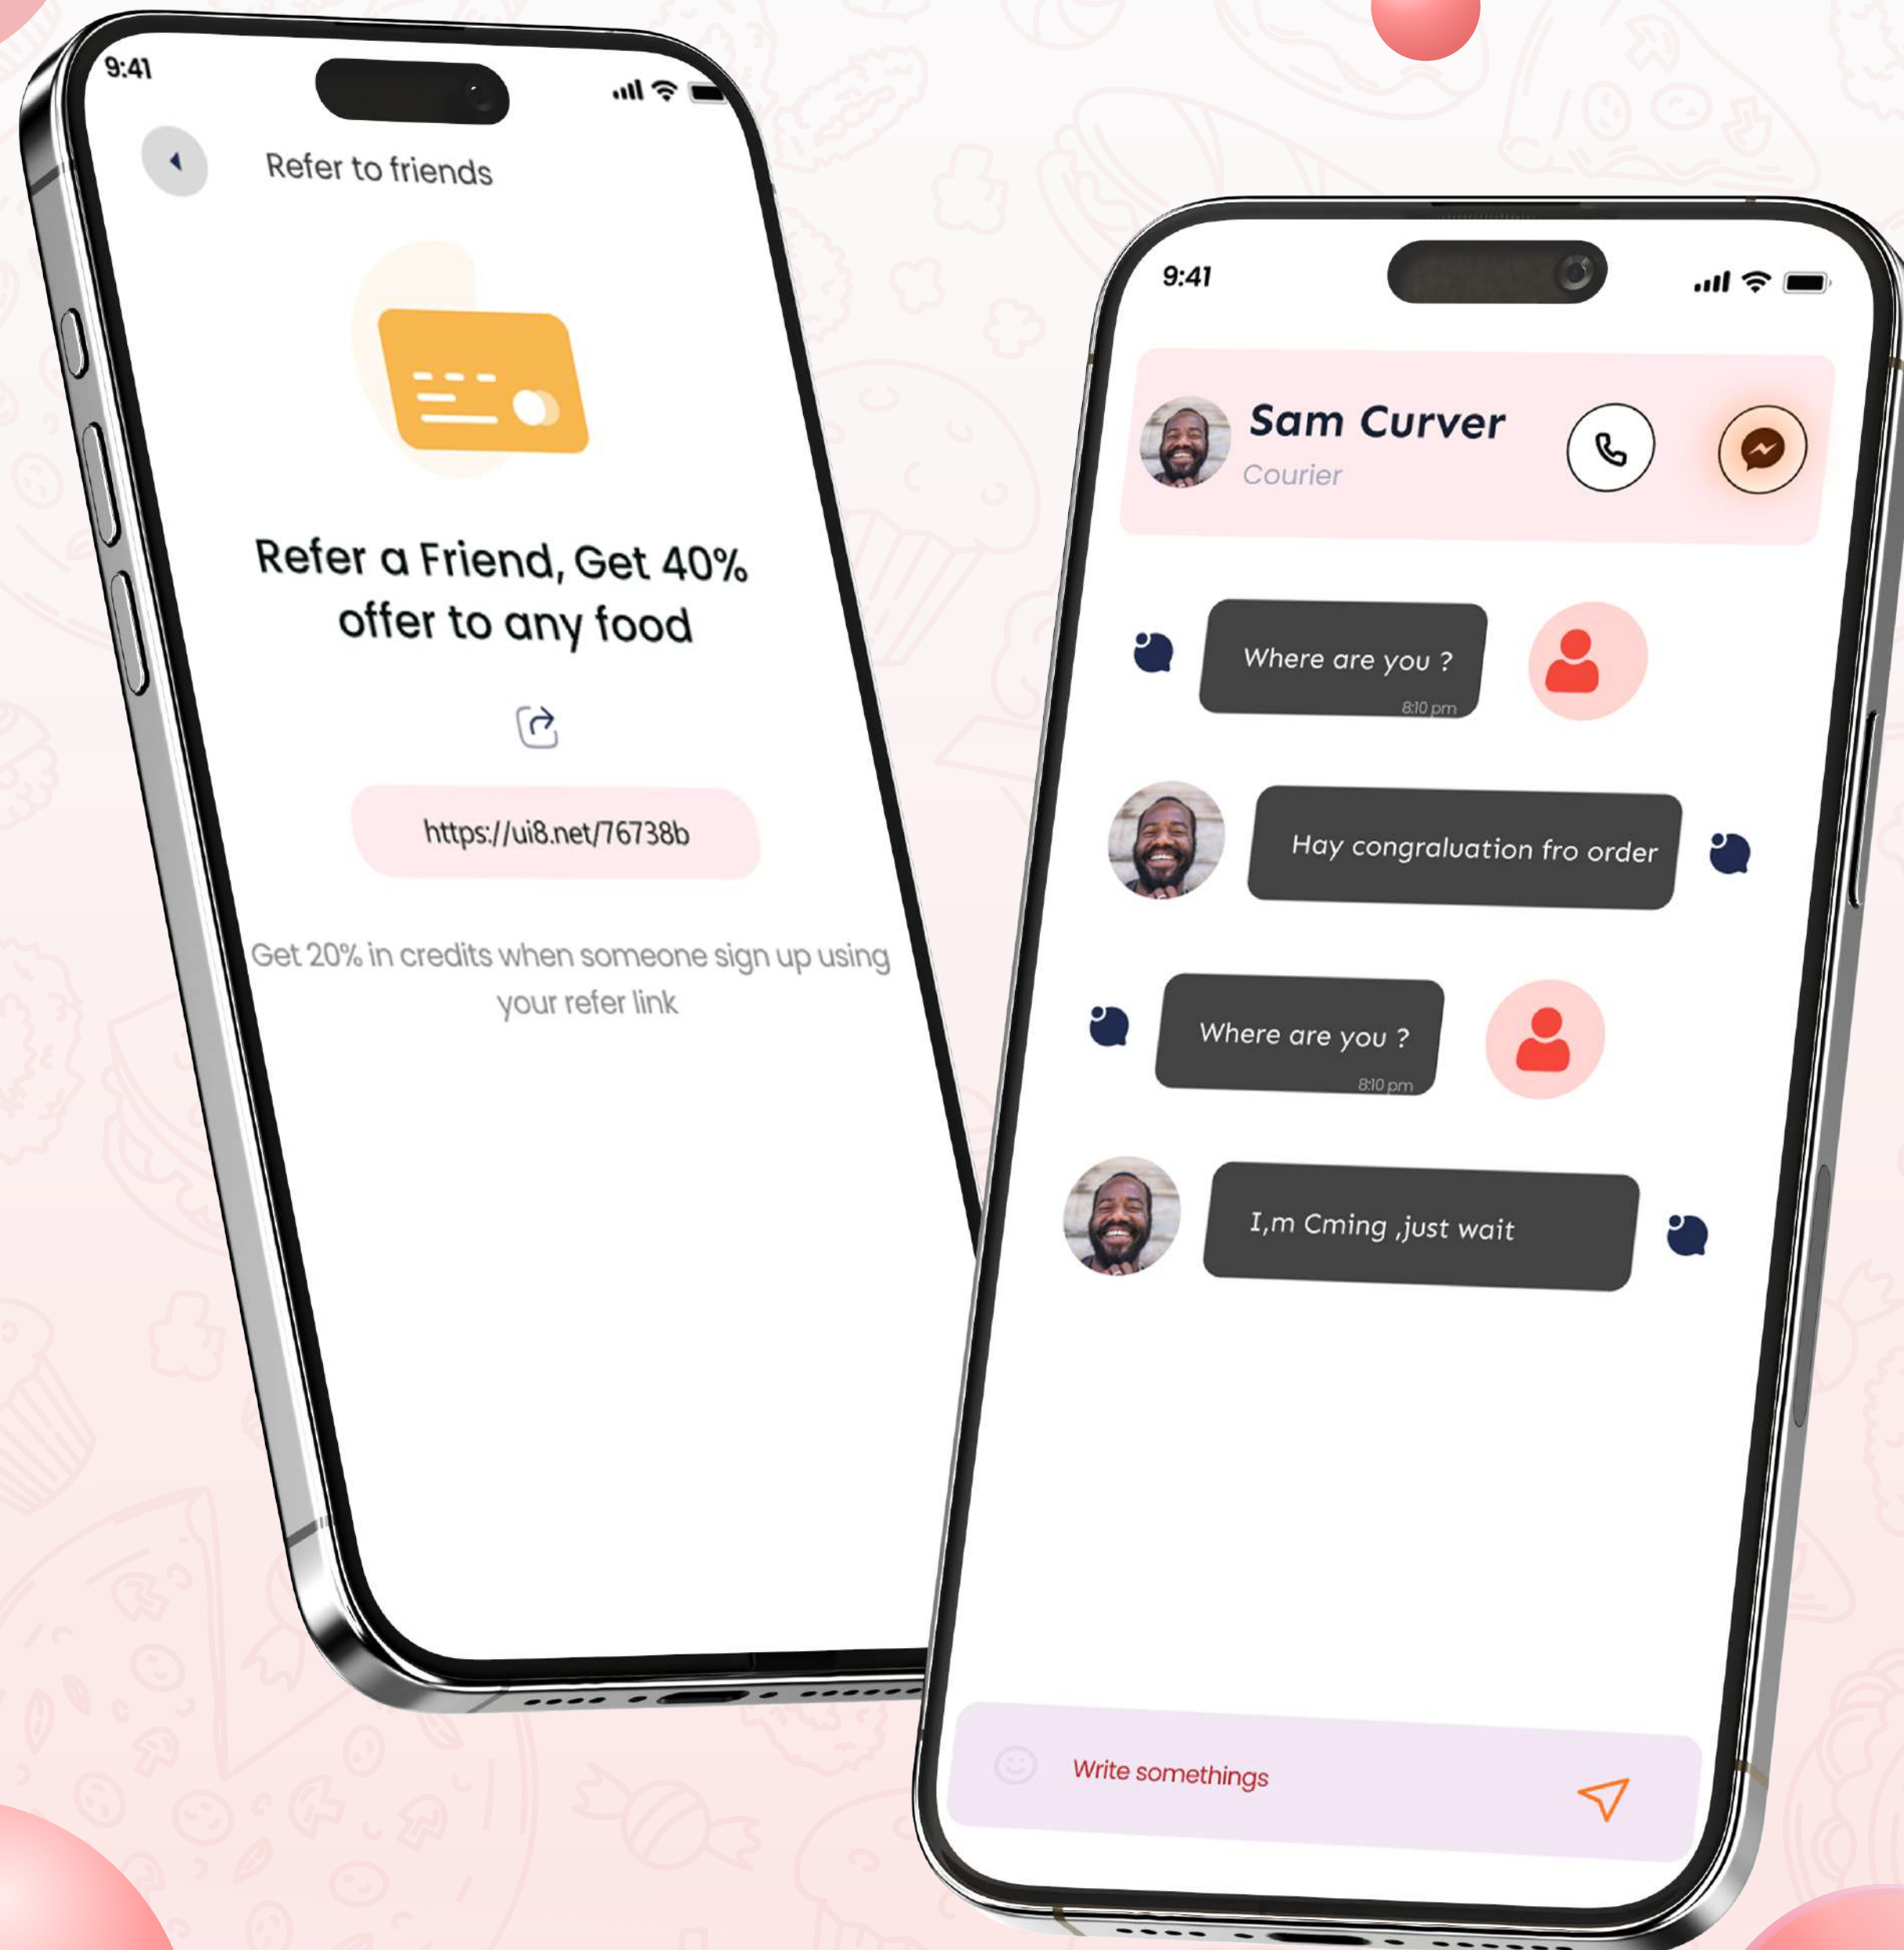 9:41
Refer to friends
Refer a Friend, Get 40%
offer to any food
https://ui8.net/76738b
Get 20% in credits when someone sign up using
your refer link
9:41
Sam Curver
Courier
Where are you ?
8:10 pm
Hay congraluation fro order
Where are you ?
8:10 pm
I,m Cming ,just wait
Write somethings